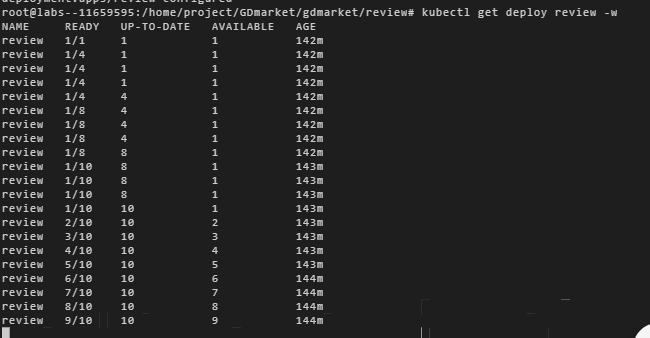 root@labs--11659595:/home/project/GDmarket/gdmarket/review# kubectl get deploy review -w
NAME READY UP-TO-DATE AVAILABLE AGE
review 1/1 1 1 142m
review 1/4 1 1 142m
review 1/4 1 1 142m
review 1/4 1 1 142m
review 1/4 4 1 142m
review 1/8 4 1 142m
review 1/8 4 1 142m
review 1/8 4 1 142m
review 1/8 8 1 142m
review 1/10 8 1 143m
review 1/10 8 1 143m
review 1/10 8 1 143m
review 1/10 10 1 143m
review 2/10 10 2 143m
review 3/10 10 3 143m
review 4/10 10 4 143m
review 5/10 10 5 143m
review 6/10 10 6 144m
review 7/10 10 7 144m
review 8/10 10 8 144m
review 9/10 10 9 144m